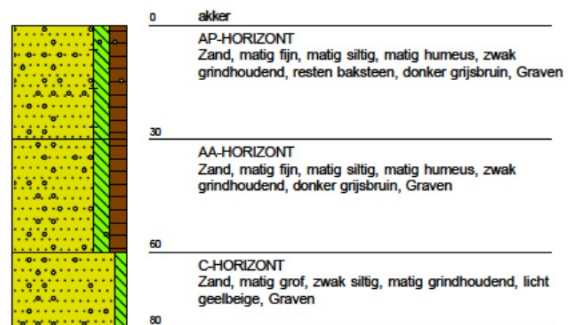 0 akker
AP-HORIZONT
Zand, matig fijn, matig siltig, matig humeus, zwak
grindhoudend, resten baksteen, donker grijsbruin, Graven
30
AA-HORIZONT
Zand, matig fijn, matig siltig, matig humeus, zwak
grindhoudend, donker grijsbruin, Graven
60
C-HORIZONT
Zand, matig grof, zwak siltig, matig grindhoudend, licht
geelbeige, Graven
80